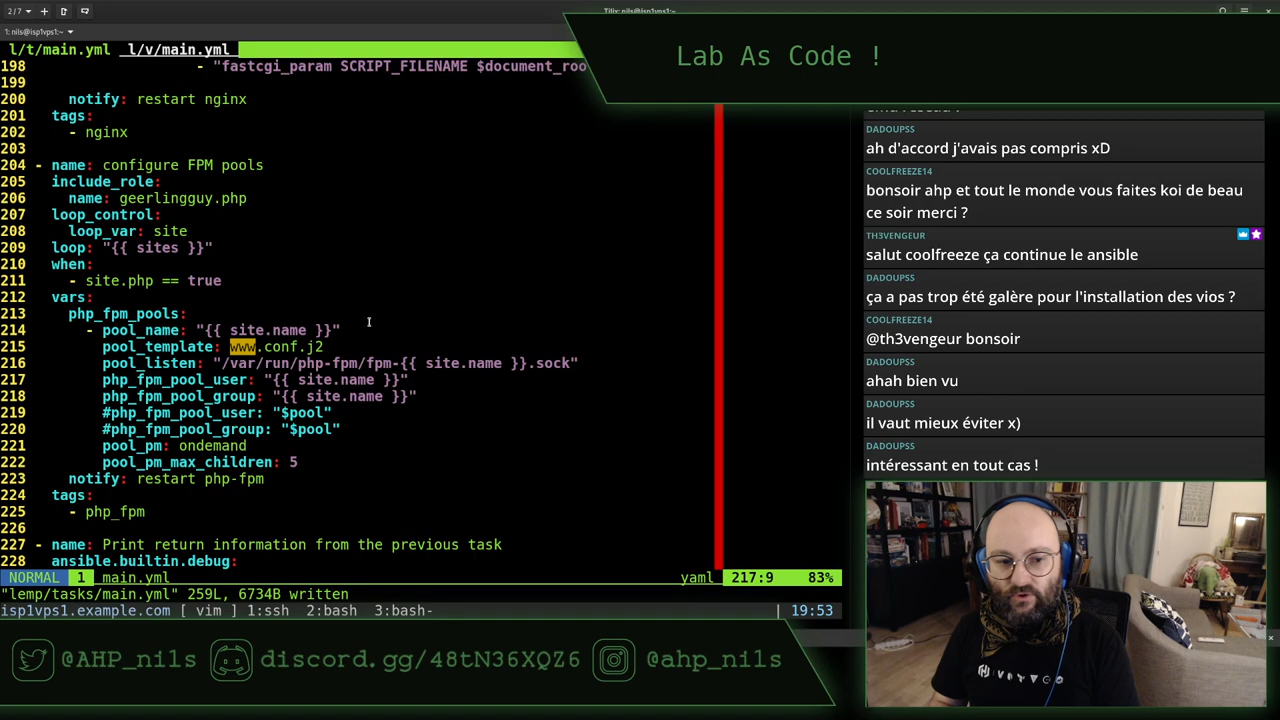 2/7
Tilix: nils@isp1vps1:~
1: nils@isp1vps1:~
l/t/main.yml l/v/main.yml
198 - "fastcgi_param SCRIPT_FILENAME $document_roo
199
200 notify: restart nginx
201 tags:
202 - nginx
203
204 - name: configure FPM pools
205 include_role:
206 name: geerlingguy.php
207 loop_control:
208 loop_var: site
209 loop: "{{ sites }}"
210 when:
211 - site.php == true
212 vars:
213 php_fpm_pools:
214 - pool_name: "{{ site.name }}"
215 pool_template: www.conf.j2
216 pool_listen: "/var/run/php-fpm/fpm-{{ site.name }}.sock"
217 php_fpm_pool_user: "{{ site.name }}"
218 php_fpm_pool_group: "{{ site.name }}"
219 #php_fpm_pool_user: "$pool"
220 #php_fpm_pool_group: "$pool"
221 pool_pm: ondemand
222 pool_pm_max_children: 5
223 notify: restart php-fpm
224 tags:
225 - php_fpm
226
227 - name: Print return information from the previous task
228 ansible.builtin.debug:
NORMAL 1 main.yml yaml 217:9 83%
"lemp/tasks/main.yml" 259L, 6734B written
isp1vps1.example.com [ vim ] 1:ssh 2:bash 3:bash- | 19:53
Lab As Code !
DADOUPSS
ah d'accord j'avais pas compris xD
COOLFREEZE14
bonsoir ahp et tout le monde vous faites koi de beau
ce soir merci ?
TH3VENGEUR
salut coolfreeze ça continue le ansible
DADOUPSS
ça a pas trop été galère pour l'installation des vios ?
COOLFREEZE14
@th3vengeur bonsoir
DADOUPSS
ahah bien vu
DADOUPSS
il vaut mieux éviter x)
DADOUPSS
intéressant en tout cas !
@AHP_nils discord.gg/48tN36XQZ6 @ahp_nils